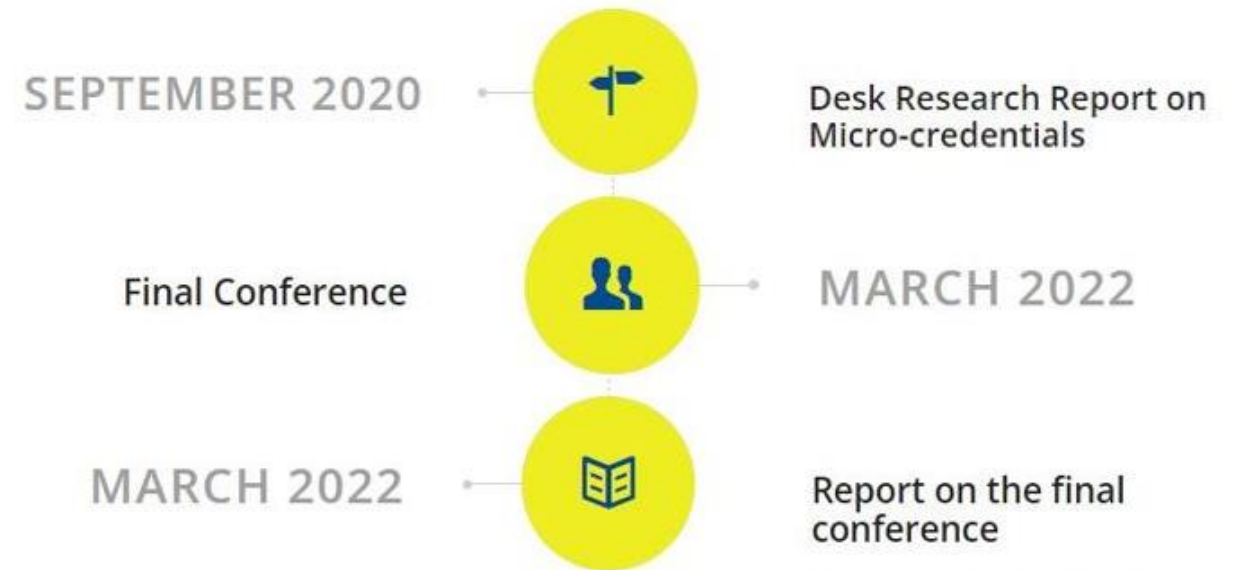 SEPTEMBER 2020
Desk Research Report on
Micro-credentials
Final Conference
MARCH 2022
MARCH 2022
Report on the final
conference